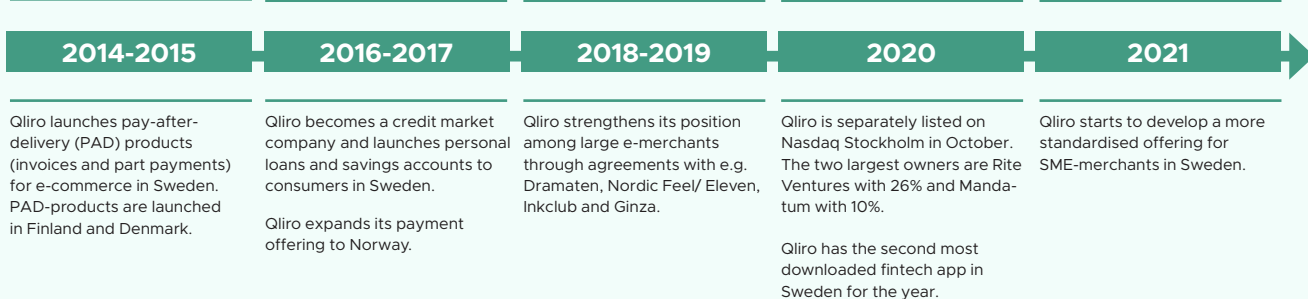 2014-2015
2016-2017
2018-2019
2020
2021
Qliro launches pay-after-
delivery (PAD) products
(invoices and part payments)
for e-commerce in Sweden.
PAD-products are launched
in Finland and Denmark.
Qliro becomes a credit market
company and launches personal
loans and savings accounts to
consumers in Sweden.
Qliro expands its payment
offering to Norway.
Qliro strengthens its position
among large e-merchants
through agreements with e.g.
Dramaten, Nordic Feel/ Eleven,
Inkclub and Ginza.
Qliro is separately listed on
Nasdaq Stockholm in October.
The two largest owners are Rite
Ventures with 26% and Manda-
tum with 10%.
Qliro has the second most
downloaded fintech app in
Sweden for the year.
Qliro starts to develop a more
standardised offering for
SME-merchants in Sweden.